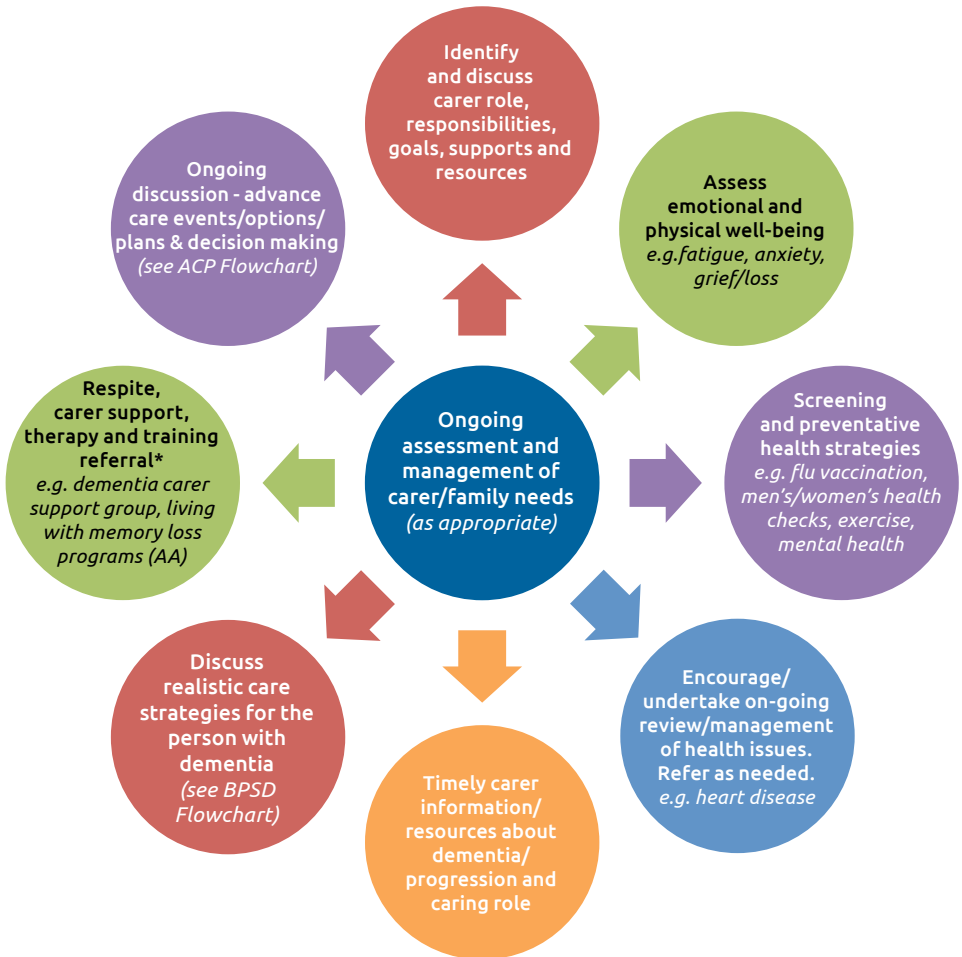 Identify
and discuss
carer role,
responsibilities,
goals, supports and
resources
Assess
emotional and
physical well-being
e.g.fatigue, anxiety,
grief/loss
Screening
and preventative
health strategies
e.g. flu vaccination,
men's/women's health
checks, exercise,
mental health
Encourage/
undertake on-going
review/management
of health issues.
Refer as needed.
e.g. heart disease
Timely carer
information/
resources about
dementia/
progression and
caring role
Discuss
realistic care
strategies for the
person with
dementia
(see BPSD
Flowchart)
Respite,
carer support,
therapy and training
referral*
e.g. dementia carer
support group, living
with memory loss
programs (AA)
Ongoing
discussion - advance
care events/options/
plans & decision making
(see ACP Flowchart)
Ongoing
assessment and
management of
carer/family needs
(as appropriate)